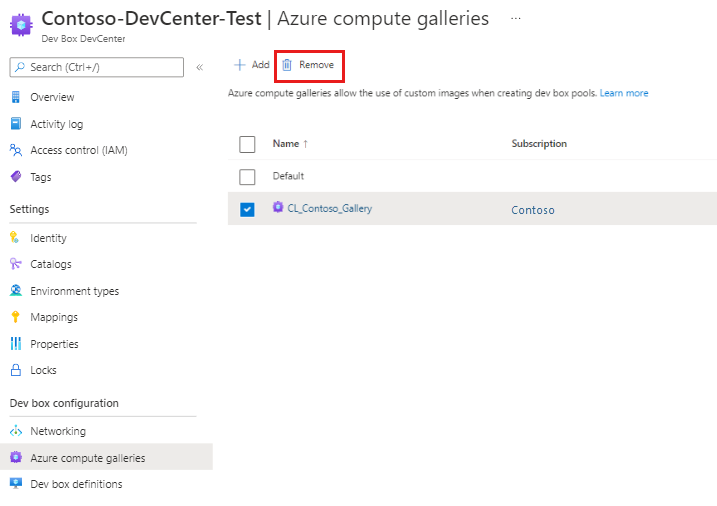 Contoso-DevCenter-Test | Azure compute galleries ...
Dev Box DevCenter
Search (Ctrl+/) «
Overview
Activity log
Access control (IAM)
Tags
Settings
Identity
Catalogs
Environment types
Mappings
Properties
Locks
Dev box configuration
Networking
Azure compute galleries
Dev box definitions
+ Add Remove
Azure compute galleries allow the use of custom images when creating dev box pools. Learn more
Name ↑ Subscription
Default
CL_Contoso_Gallery Contoso